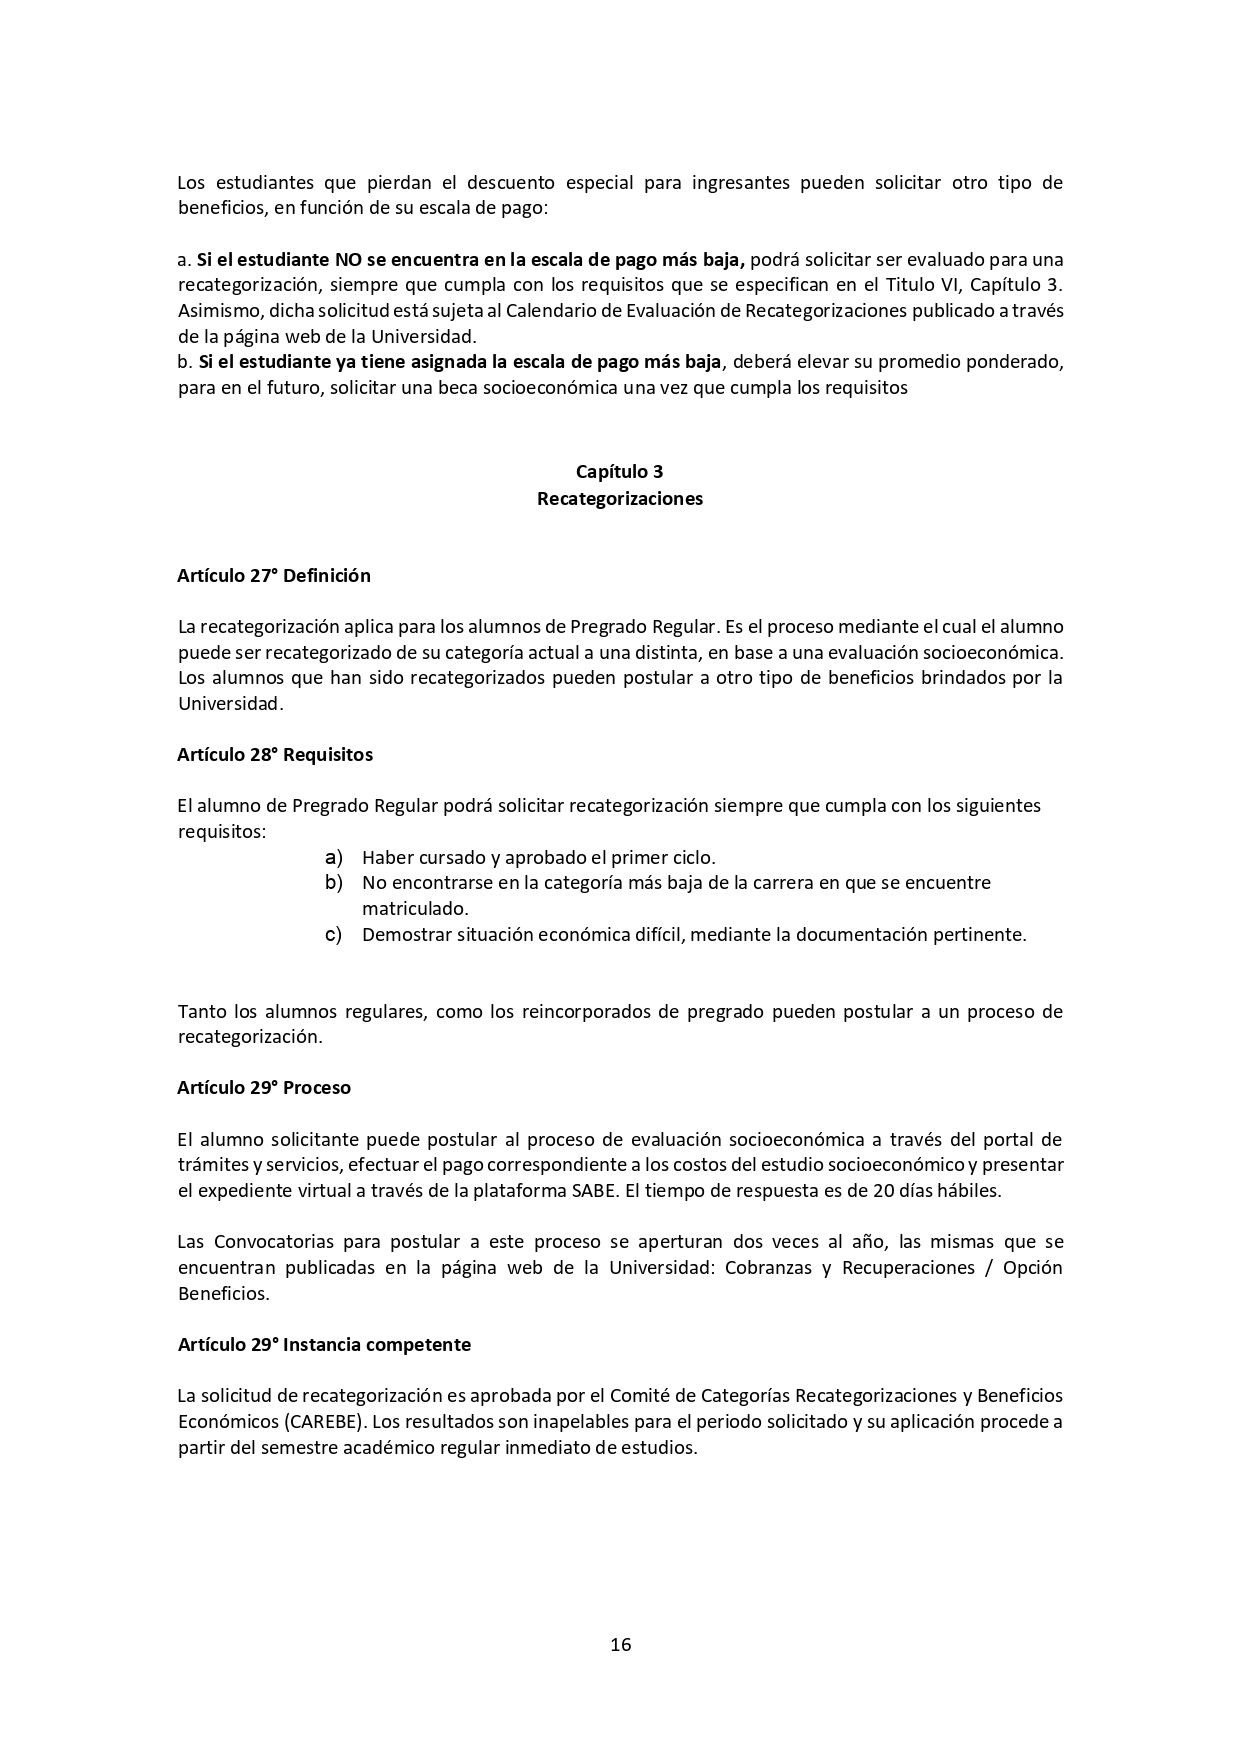 Los estudiantes que pierdan el descuento especial para ingresantes pueden solicitar otro tipo de
beneficios, en función de su escala de pago:
a. Si el estudiante NO se encuentra en la escala de pago más baja, podrá solicitar ser evaluado para una
recategorización, siempre que cumpla con los requisitos que se especifican en el Titulo VI, Capítulo 3.
Asimismo, dicha solicitud está sujeta al Calendario de Evaluación de Recategorizaciones publicado a través
de la página web de la Universidad.
b. Si el estudiante ya tiene asignada la escala de pago más baja, deberá elevar su promedio ponderado,
para en el futuro, solicitar una beca socioeconómica una vez que cumpla los requisitos
Capítulo 3
Recategorizaciones
Artículo 27° Definición
La recategorización aplica para los alumnos de Pregrado Regular. Es el proceso mediante el cual el alumno
puede ser recategorizado de su categoría actual a una distinta, en base a una evaluación socioeconómica.
Los alumnos que han sido recategorizados pueden postular a otro tipo de beneficios brindados por la
Universidad.
Artículo 28° Requisitos
El alumno de Pregrado Regular podrá solicitar recategorización siempre que cumpla con los siguientes
requisitos:
a) Haber cursado y aprobado el primer ciclo.
b) No encontrarse en la categoría más baja de la carrera en que se encuentre
matriculado.
c) Demostrar situación económica difícil, mediante la documentación pertinente.
Tanto los alumnos regulares, como los reincorporados de pregrado pueden postular a un proceso de
recategorización.
Artículo 29° Proceso
El alumno solicitante puede postular al proceso de evaluación socioeconómica a través del portal de
trámites y servicios, efectuar el pago correspondiente a los costos del estudio socioeconómico y presentar
el expediente virtual a través de la plataforma SABE. El tiempo de respuesta es de 20 días hábiles.
Las Convocatorias para postular a este proceso se aperturan dos veces al año, las mismas que se
encuentran publicadas en la página web de la Universidad: Cobranzas y Recuperaciones / Opción
Beneficios.
Artículo 29° Instancia competente
La solicitud de recategorización es aprobada por el Comité de Categorías Recategorizaciones y Beneficios
Económicos (CAREBE). Los resultados son inapelables para el periodo solicitado y su aplicación procede a
partir del semestre académico regular inmediato de estudios.
16